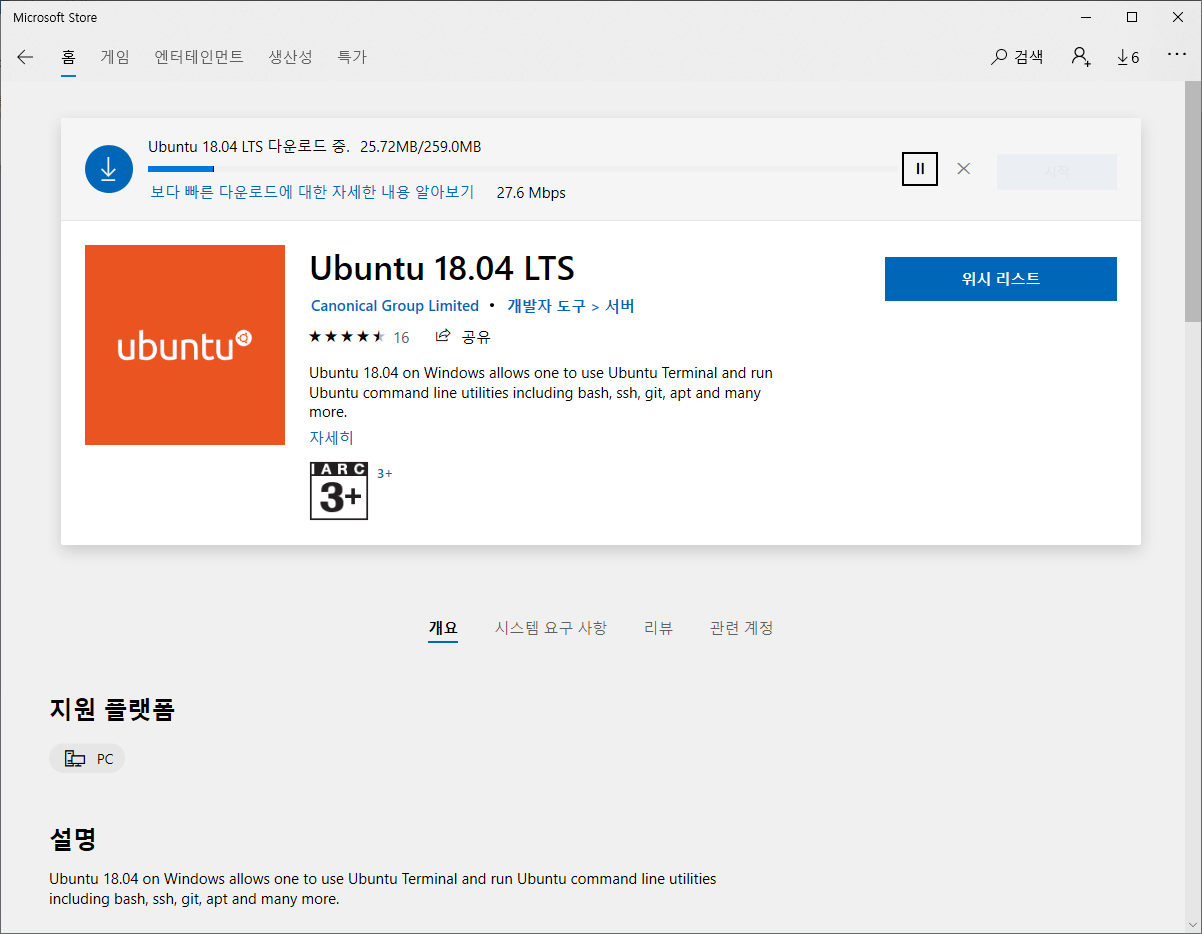 Microsoft Store
홈 게임 엔터테인먼트 생산성 특가 검색 6
Ubuntu 18.04 LTS 다운로드 중. 25.72MB/259.0MB
보다 빠른 다운로드에 대한 자세한 내용 알아보기 27.6 Mbps
시작
ubuntu
Ubuntu 18.04 LTS
위시 리스트
Canonical Group Limited • 개발자 도구 > 서버
16 공유
Ubuntu 18.04 on Windows allows one to use Ubuntu Terminal and run
Ubuntu command line utilities including bash, ssh, git, apt and many
more.
자세히
IARC
3+
3+
개요 시스템 요구 사항 리뷰 관련 계정
지원 플랫폼
PC
설명
Ubuntu 18.04 on Windows allows one to use Ubuntu Terminal and run Ubuntu command line utilities
including bash, ssh, git, apt and many more.